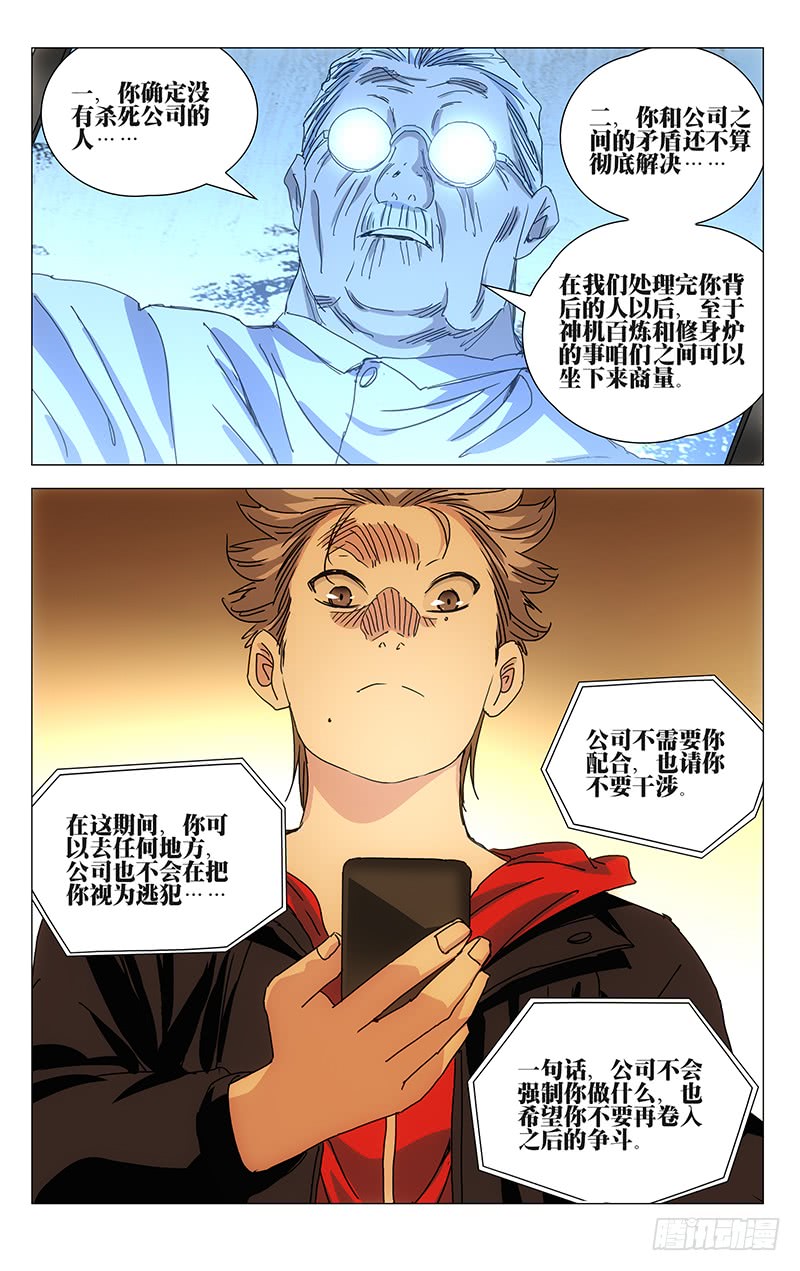 一，你确定没
有杀死公司的
人……
二，你和公司之
间的矛盾还不算
彻底解决……
在我们处理完你背
后的人以后，至于
神机百炼和修身炉
的事咱们之间可以
坐下来商量。
公司不需要你
配合，也请你
不要干涉。
在这期间，你可
以去任何地方，
公司也不会在把
你视为逃犯……
一句话，公司不会
强制你做什么，也
希望你不要再卷入
之后的争斗。
腾讯动漫